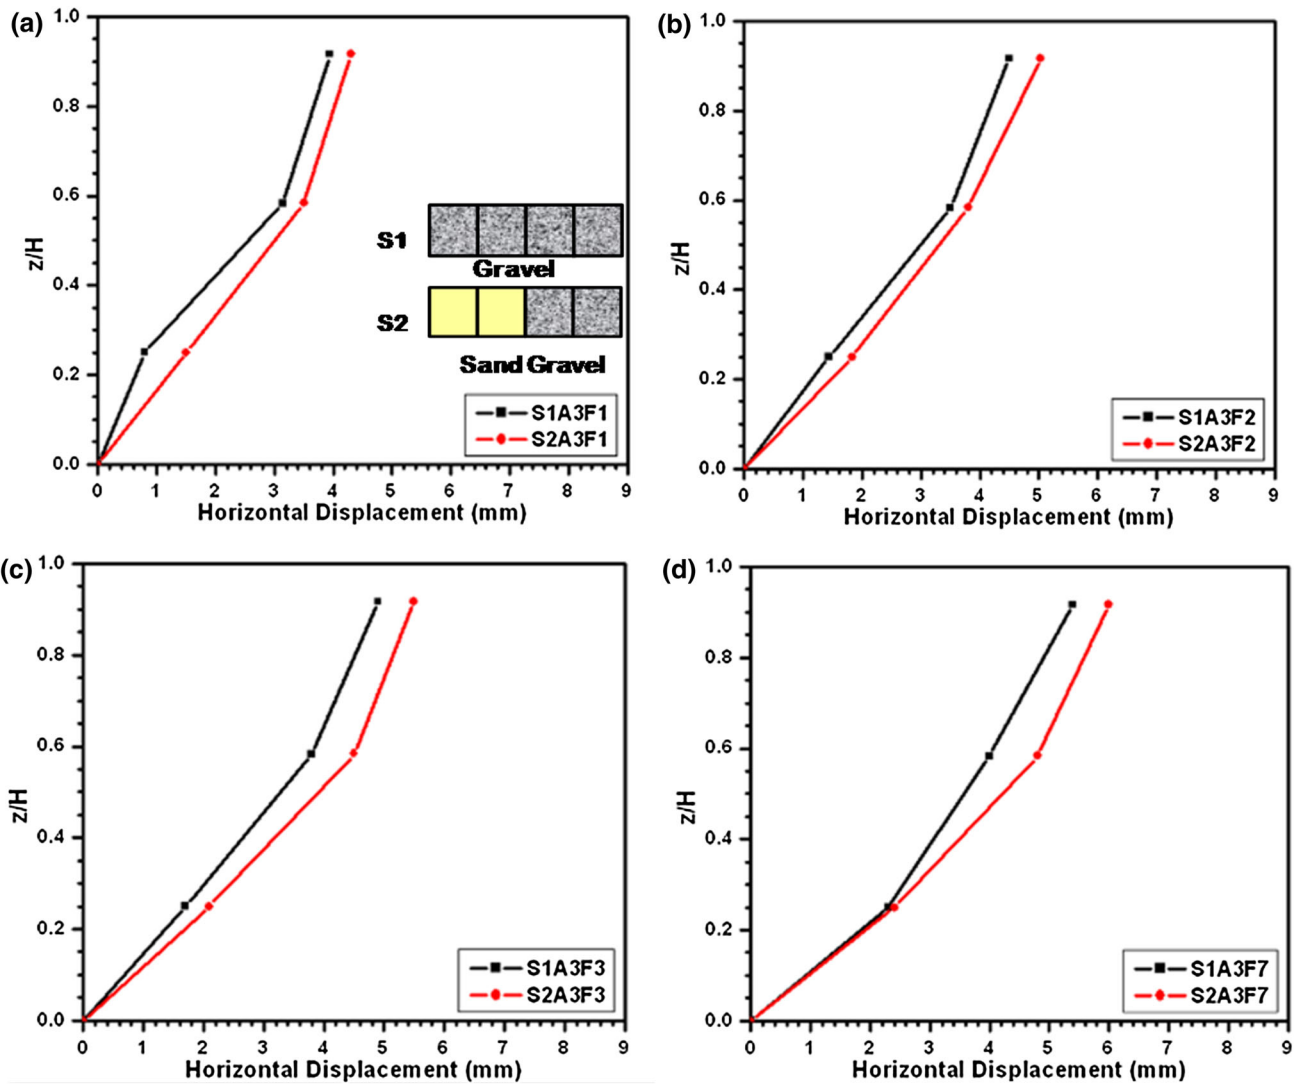 (a)
1.0
0.8
0.6
0.4
0.2
0.0
z/H
S1
Gravel
S2
Sand Gravel
S1A3F1
S2A3F1
0 1 2 3 4 5 6 7 8 9
Horizontal Displacement (mm)
(b)
1.0
0.8
0.6
0.4
0.2
0.0
z/H
S1A3F2
S2A3F2
0 1 2 3 4 5 6 7 8 9
Horizontal Displacement (mm)
(c)
1.0
0.8
0.6
0.4
0.2
0.0
z/H
S1A3F3
S2A3F3
0 1 2 3 4 5 6 7 8 9
Horizontal Displacement (mm)
(d)
1.0
0.8
0.6
0.4
0.2
0.0
z/H
S1A3F7
S2A3F7
0 1 2 3 4 5 6 7 8 9
Horizontal Displacement (mm)